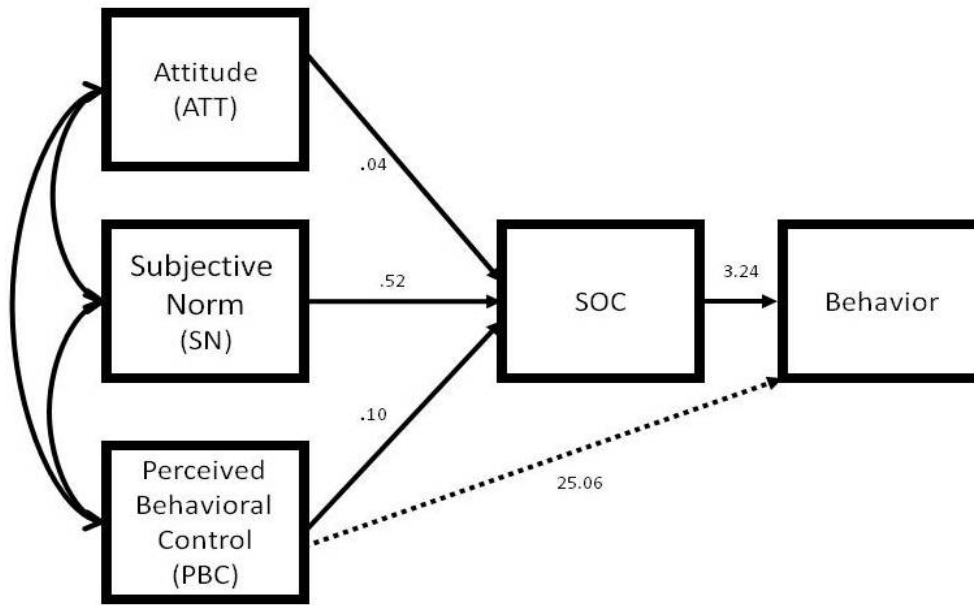 Attitude
(ATT)
.04
Subjective
Norm
(SN)
.52
SOC
3.24
Behavior
.10
Perceived
Behavioral
Control
(PBC)
25.06